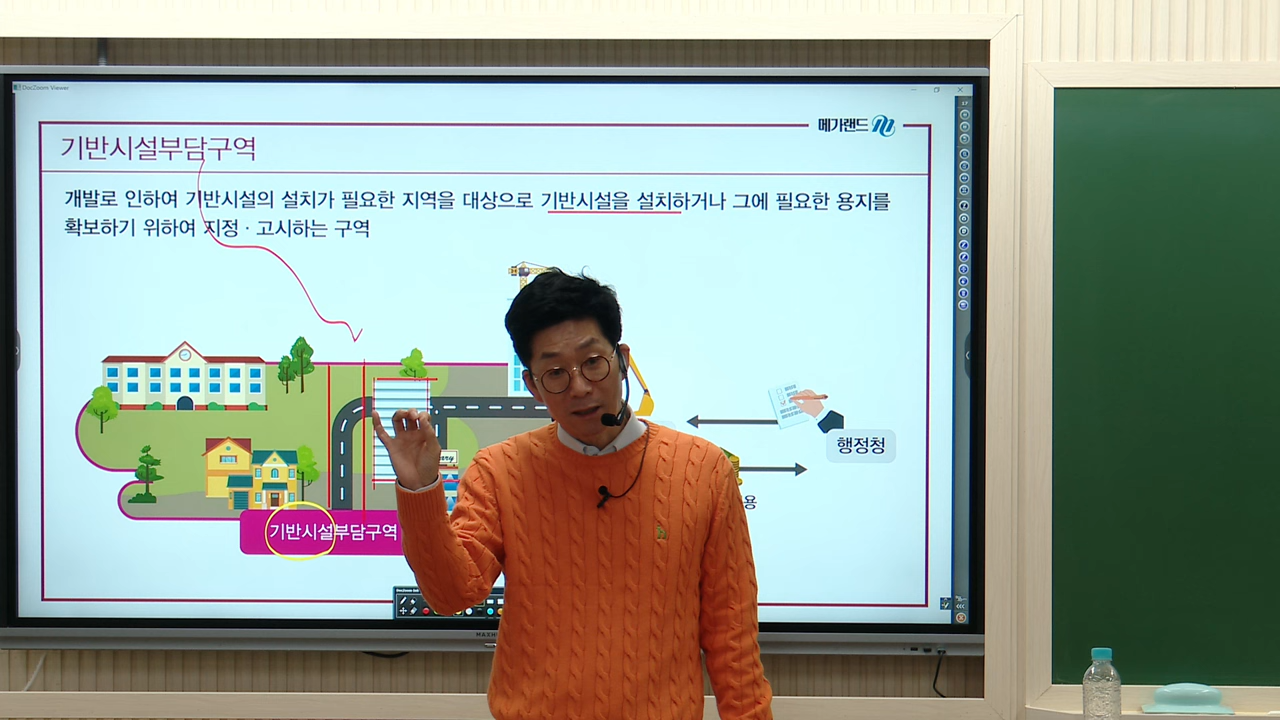 DocZoom Viewer
메가랜드
기반시설부담구역
개발로 인하여 기반시설의 설치가 필요한 지역을 대상으로 기반시설을 설치하거나 그에 필요한 용지를
확보하기 위하여 지정·고시하는 구역
행정청
용
기반시설부담구역